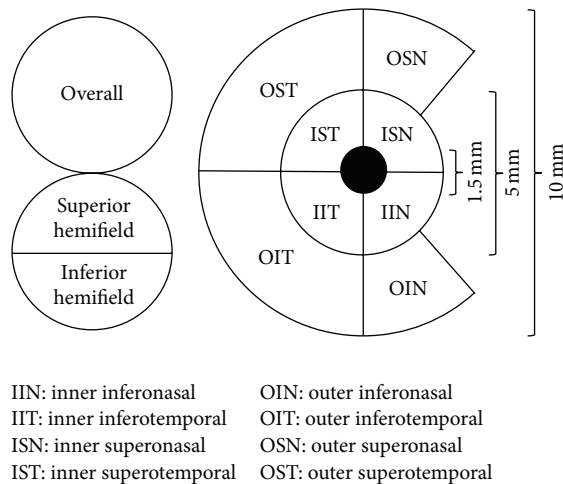 Overall
Superior
hemifield
Inferior
hemifield
OST
OSN
IST
ISN
IIT
IIN
OIT
OIN
1.5 mm
5 mm
10 mm
IIN: inner inferonasal
IIT: inner inferotemporal
ISN: inner superonasal
IST: inner superotemporal
OIN: outer inferonasal
OIT: outer inferotemporal
OSN: outer superonasal
OST: outer superotemporal